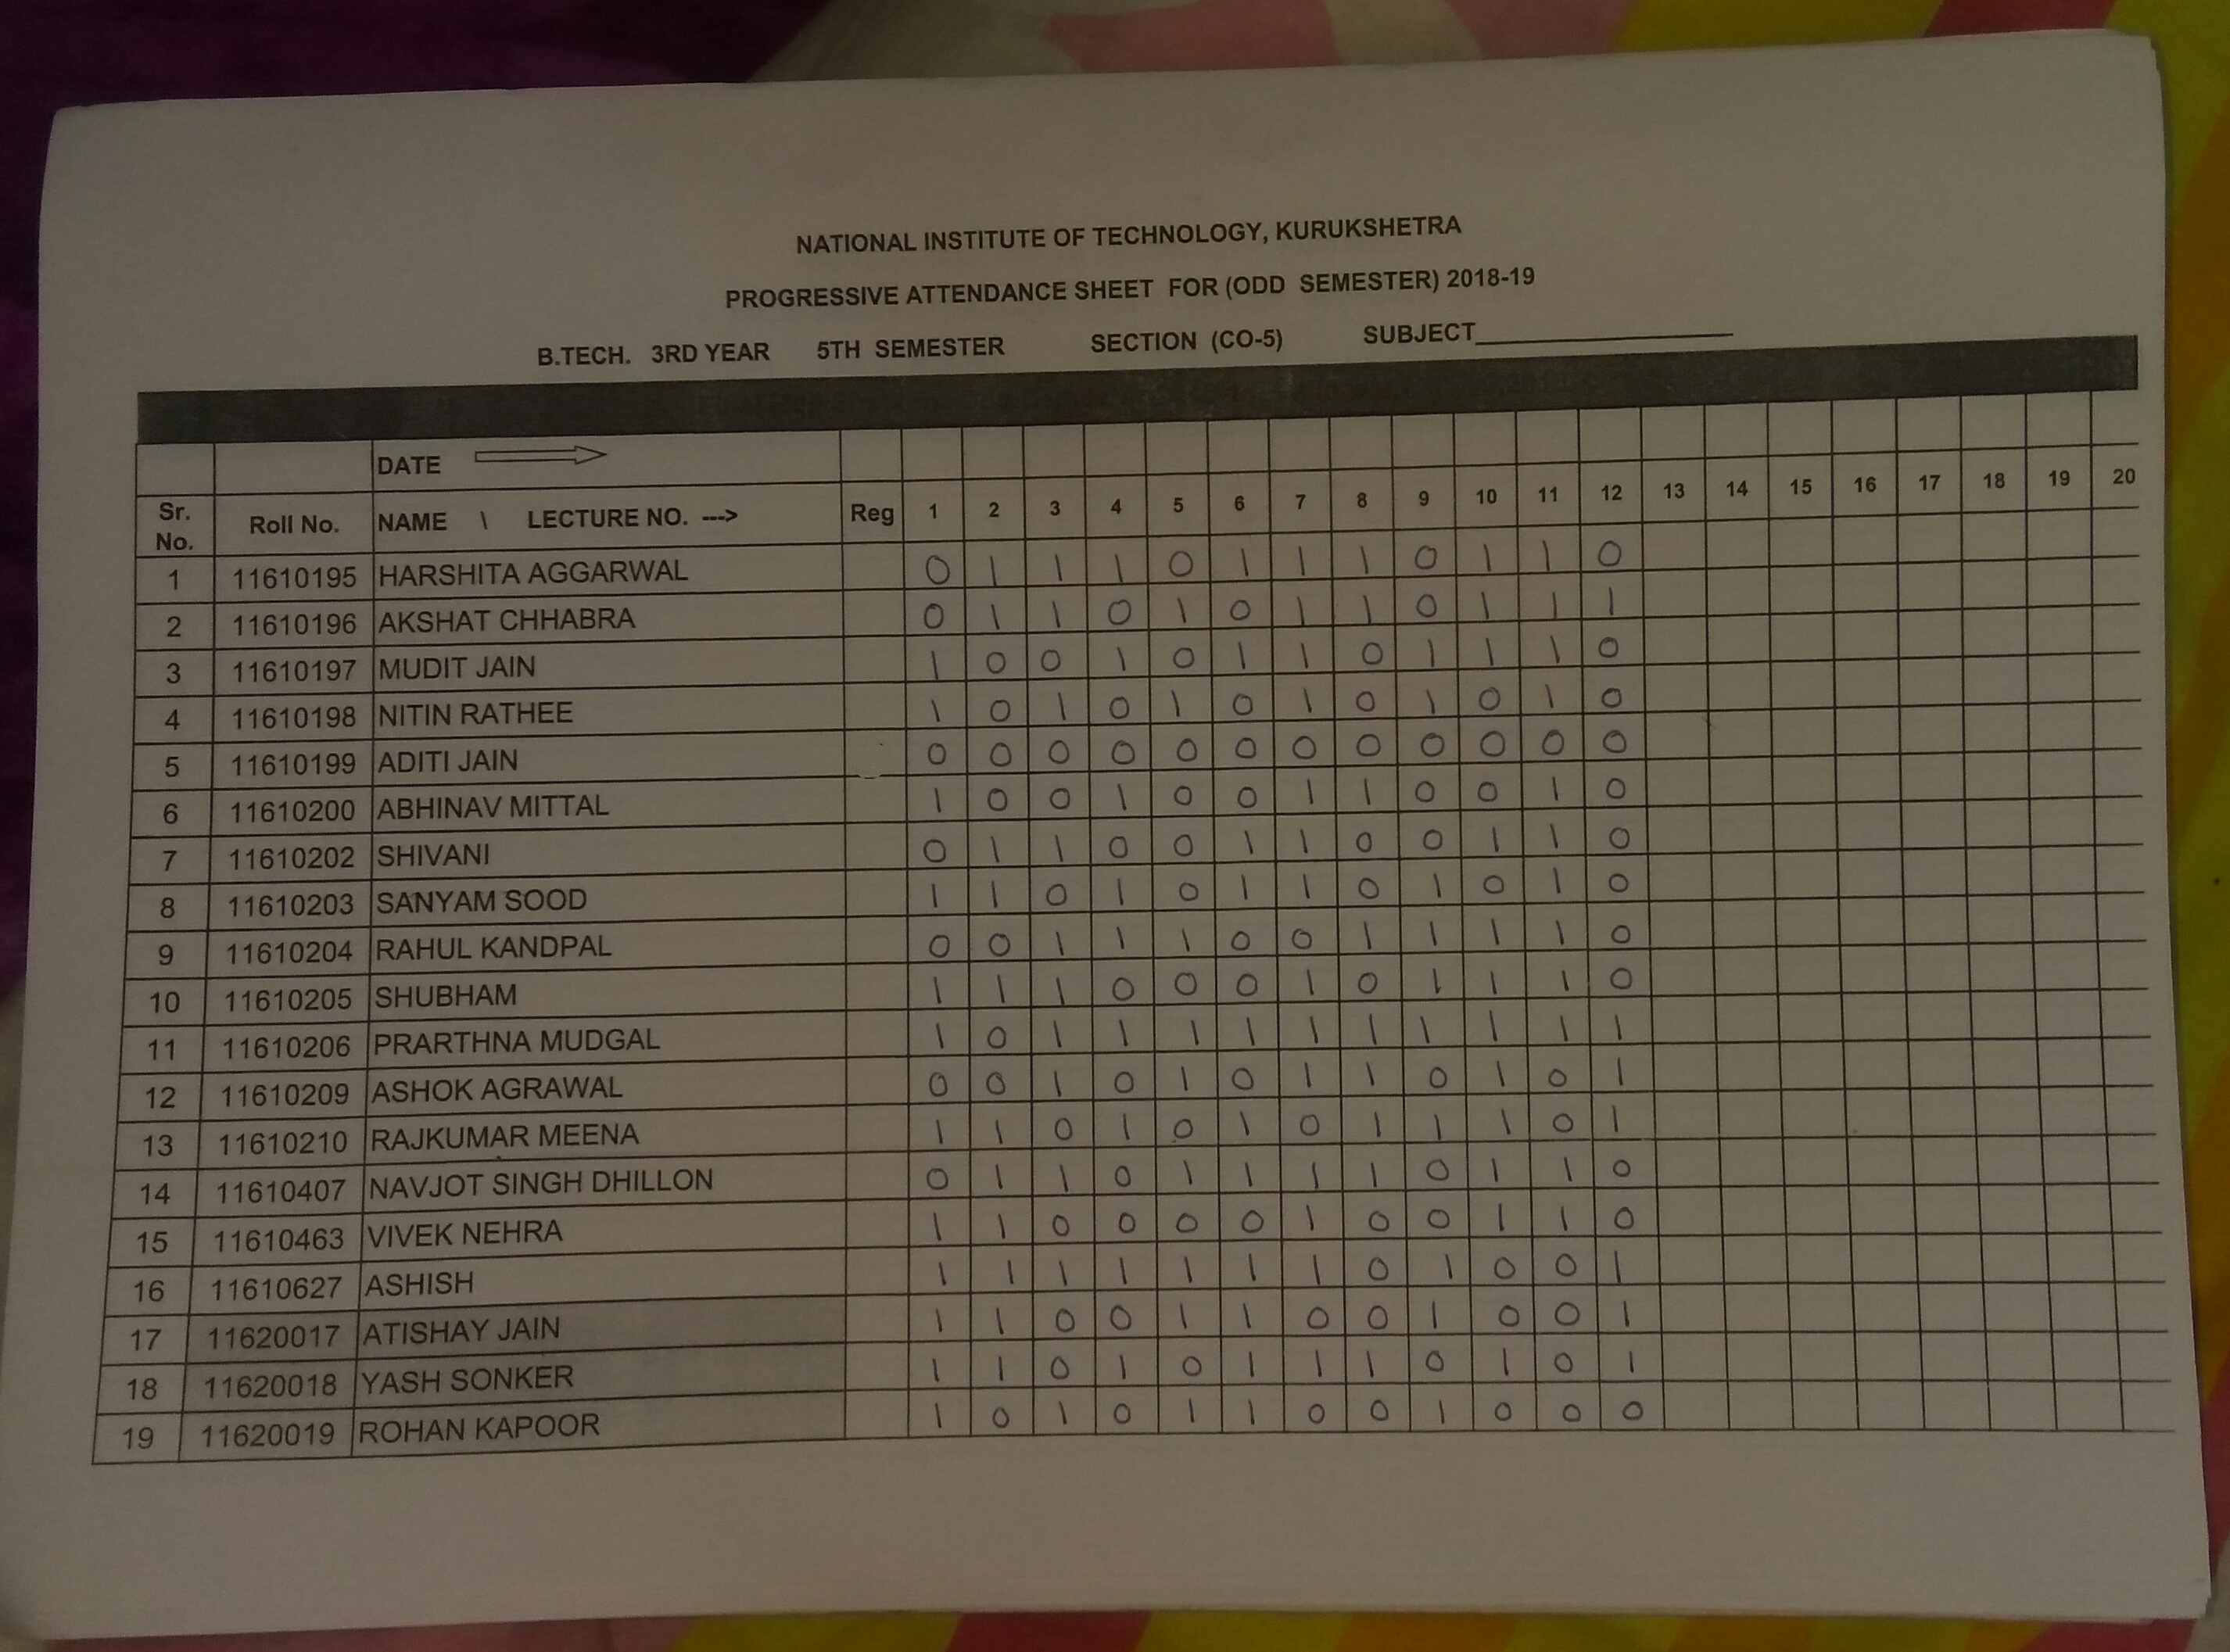 NATIONAL INSTITUTE OF TECHNOLOGY, KURUKSHETRA
PROGRESSIVE ATTENDANCE SHEET FOR (ODD SEMESTER) 2018-19
B.TECH. 3RD YEAR 5TH SEMESTER SECTION (CO-5) SUBJECT
DATE
Sr. No. Roll No. NAME \ LECTURE NO. ---> Reg 1 2 3 4 5 6 7 8 9 10 11 12 13 14 15 16 17 18 19 20
1 11610195 HARSHITA AGGARWAL 0 1 1 1 0 1 1 1 0 1 1 0
2 11610196 AKSHAT CHHABRA 0 1 1 0 1 0 1 1 0 1 1 1
3 11610197 MUDIT JAIN 1 0 0 1 0 1 1 0 1 1 1 0
4 11610198 NITIN RATHEE 1 0 1 0 1 0 1 0 1 0 1 0
5 11610199 ADITI JAIN 0 0 0 0 0 0 0 0 0 0 0 0
6 11610200 ABHINAV MITTAL 1 0 0 1 0 0 1 1 0 0 1 0
7 11610202 SHIVANI 0 1 1 0 0 1 1 0 0 1 1 0
8 11610203 SANYAM SOOD 1 1 0 1 0 1 1 0 1 0 1 0
9 11610204 RAHUL KANDPAL 0 0 1 1 1 0 0 1 1 1 1 0
10 11610205 SHUBHAM 1 1 1 0 0 0 1 0 1 1 1 0
11 11610206 PRARTHNA MUDGAL 1 0 1 1 1 1 1 1 1 1 1 1
12 11610209 ASHOK AGRAWAL 0 0 1 0 1 0 1 1 0 1 0 1
13 11610210 RAJKUMAR MEENA 1 1 0 1 0 1 0 1 1 1 0 1
14 11610407 NAVJOT SINGH DHILLON 0 1 1 0 1 1 1 1 0 1 1 0
15 11610463 VIVEK NEHRA 1 1 0 0 0 0 1 0 0 1 1 0
16 11610627 ASHISH 1 1 1 1 1 1 1 0 1 0 0 1
17 11620017 ATISHAY JAIN 1 1 0 0 1 1 0 0 1 0 0 1
18 11620018 YASH SONKER 1 1 0 1 0 1 1 1 0 1 0 1
19 11620019 ROHAN KAPOOR 1 0 1 0 1 1 0 0 1 0 0 0